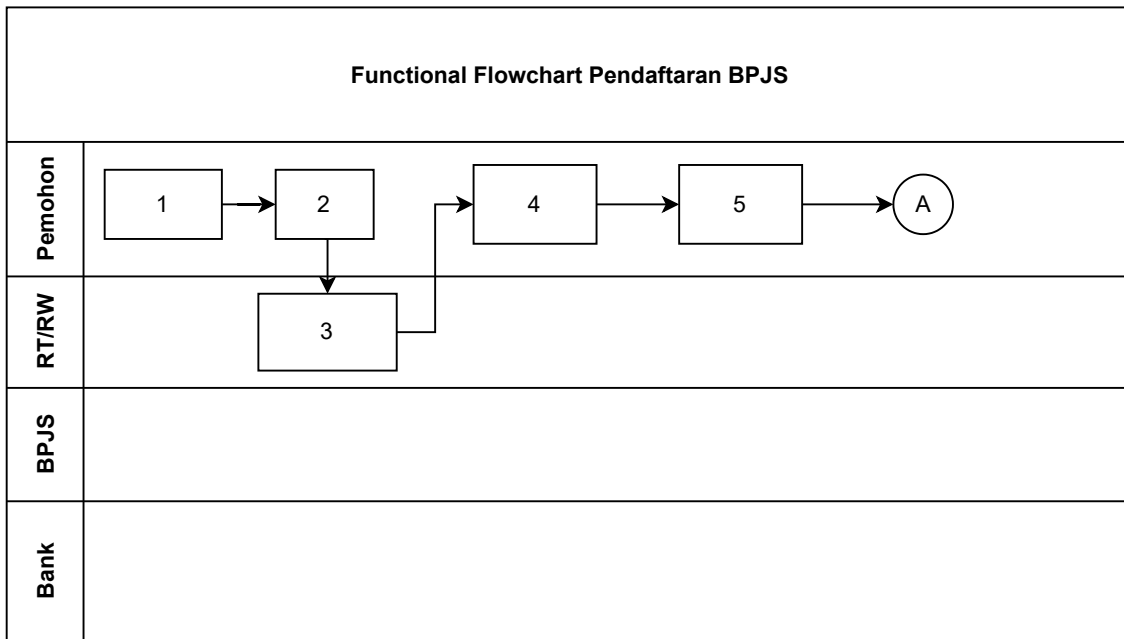 Functional Flowchart Pendaftaran BPJS
Pemohon
1
2
4
5
A
RT/RW
3
BPJS
Bank